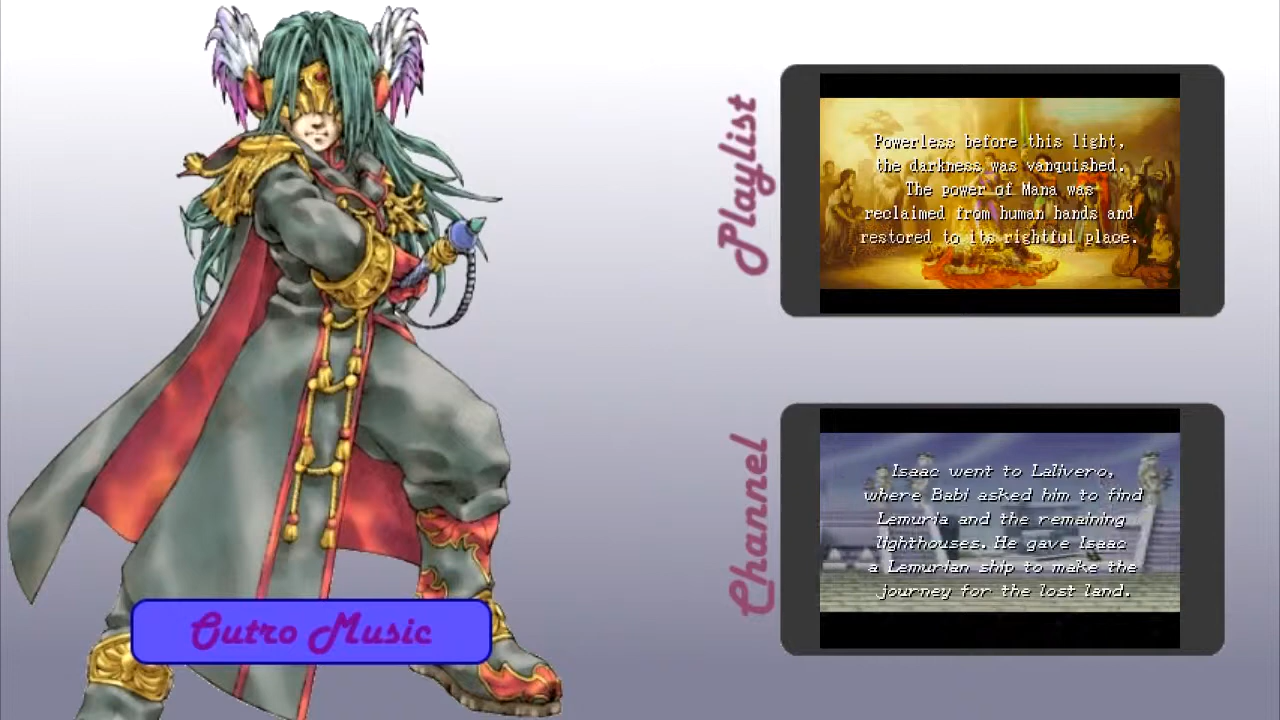 Playlist
Powerless before this light,
the darkness was vanquished.
The power of Mana was
reclaimed from human hands and
restored to its rightful place.
Channel
Isaac went to Lalivero,
where Babi asked him to find
Lemuria and the remaining
lighthouses. He gave Isaac
a Lemurian ship to make the
journey for the lost land.
Outro Music